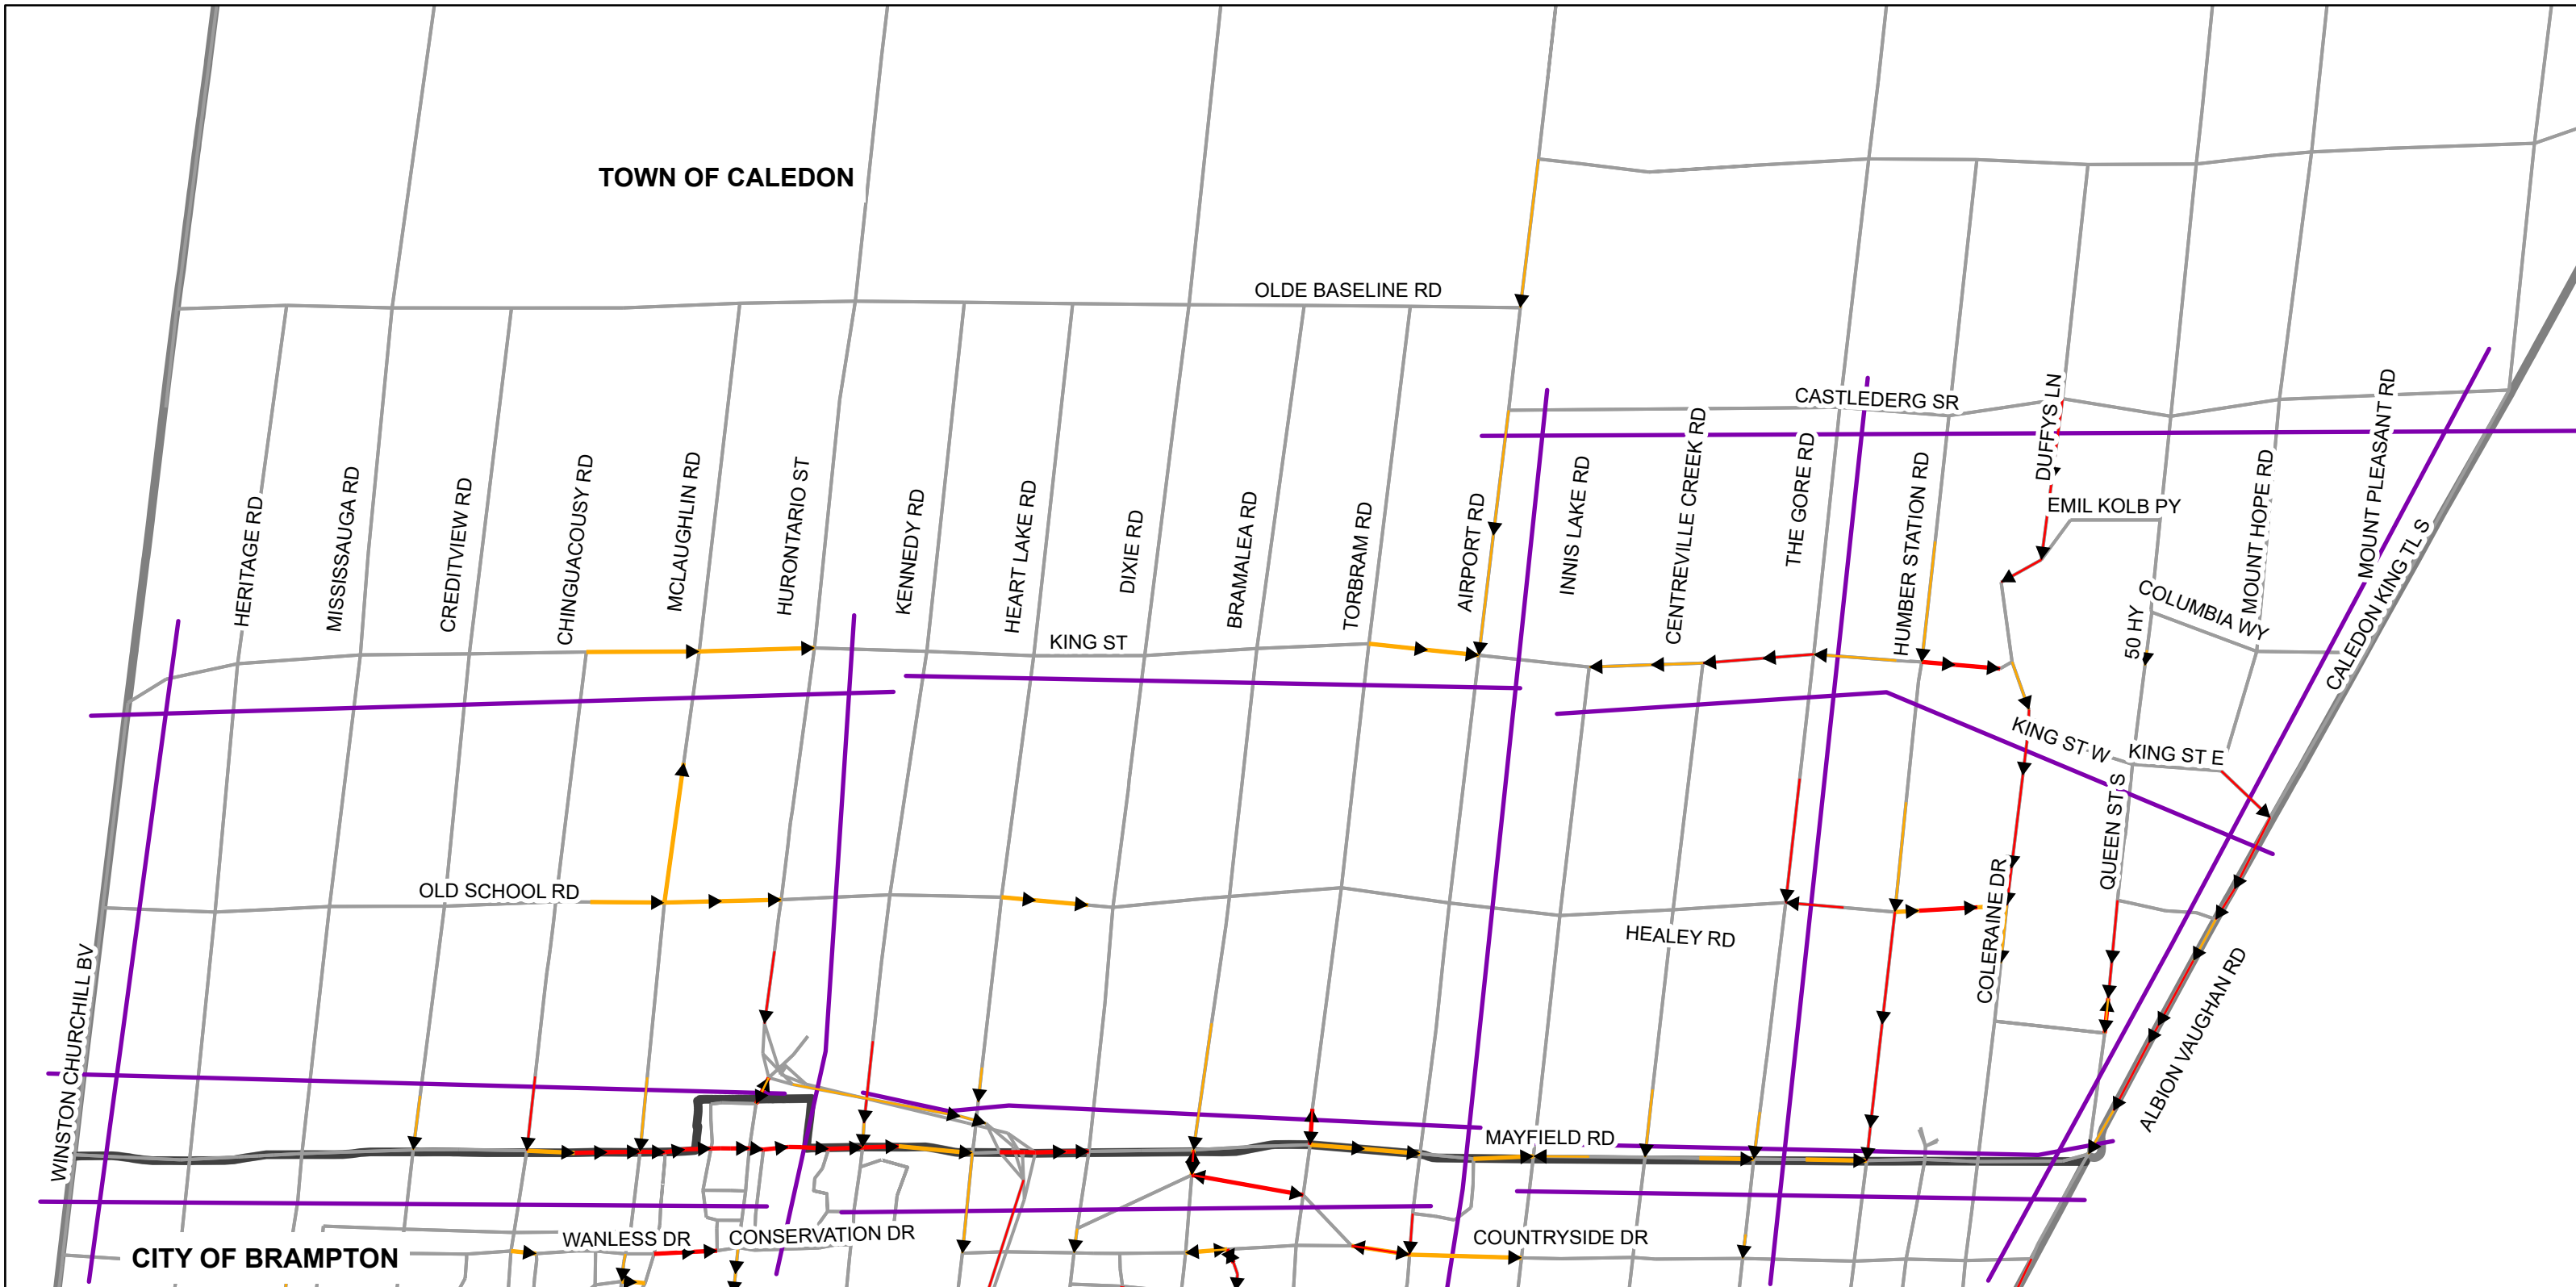 TOWN OF CALEDON
OLDE BASELINE RD
CASTLEDERG SR
HERITAGE RD
MISSISSAUGA RD
CREDITVIEW RD
CHINGUACOUSY RD
MCLAUGHLIN RD
HURONTARIO ST
KENNEDY RD
HEART LAKE RD
DIXIE RD
BRAMALEA RD
TORBRAM RD
AIRPORT RD
INNIS LAKE RD
CENTREVILLE CREEK RD
THE GORE RD
HUMBER STATION RD
DUFFYS LN
EMIL KOLB PY
50 HY
COLUMBIA WY
MOUNT HOPE RD
MOUNT PLEASANT RD
CALEDON KING TL S
KING ST
KING ST W
KING ST E
QUEEN ST S
OLD SCHOOL RD
HEALEY RD
COLERAINE DR
WINSTON CHURCHILL BV
ALBION VAUGHAN RD
MAYFIELD RD
WANLESS DR
CONSERVATION DR
COUNTRYSIDE DR
CITY OF BRAMPTON